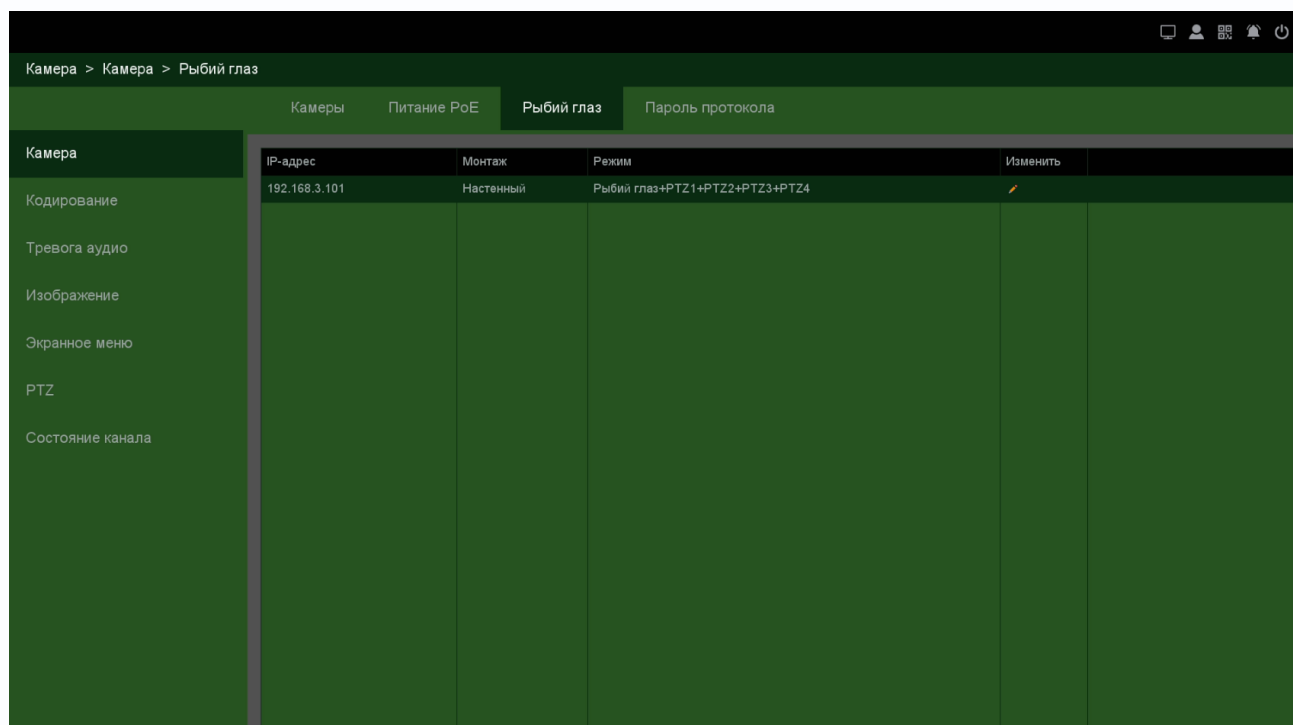 Камера > Камера > Рыбий глаз
Камеры Питание PoE Рыбий глаз Пароль протокола
Камера
Кодирование
Тревога аудио
Изображение
Экранное меню
PTZ
Состояние канала
IP-адрес Монтаж Режим Изменить
192.168.3.101 Настенный Рыбий глаз+PTZ1+PTZ2+PTZ3+PTZ4